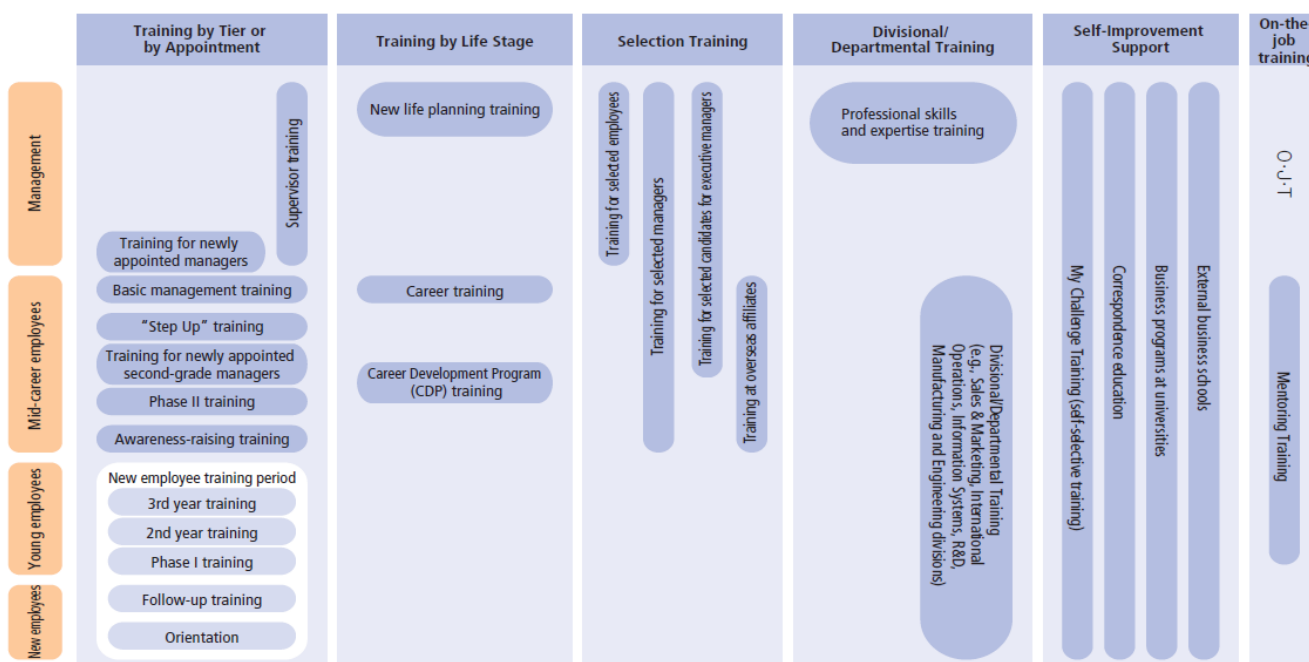 Training by Tier or
by Appointment
Training by Life Stage
Selection Training
Divisional/
Departmental Training
Self-Improvement
Support
On-the
job
training
Management
Supervisor training
Training for newly
appointed managers
New life planning training
Training for selected employees
Training for selected managers
Training for selected candidates for executive managers
Professional skills
and expertise training
My Challenge Training (self-selective training)
Correspondence education
Business programs at universities
External business schools
O·J·T
Mid-career employees
Basic management training
"Step Up" training
Training for newly appointed
second-grade managers
Phase II training
Awareness-raising training
Career training
Career Development Program
(CDP) training
Training at overseas affiliates
Divisional/Departmental Training
(e.g., Sales & Marketing, International
Operations, Information Systems, R&D,
Manufacturing and Engineering divisions)
Mentoring Training
Young employees
New employee training period
3rd year training
2nd year training
Phase I training
New employees
Follow-up training
Orientation